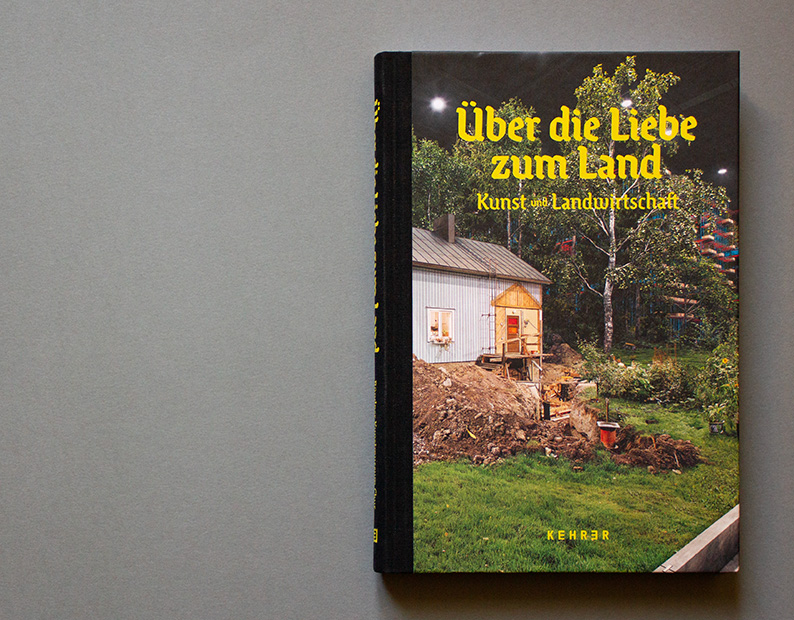 Über die Liebe
zum Land
Kunst und Landwirtschaft
KEHRER